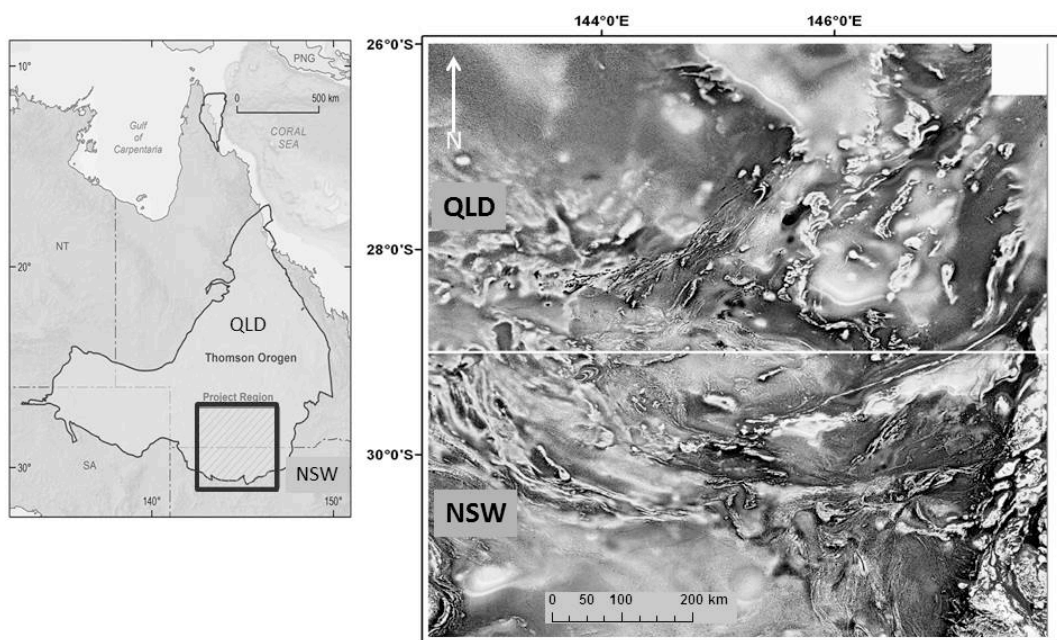 10°
PNG
0 500 km
Gulf
of
Carpentaria
CORAL
SEA
NT
20°
QLD
Thomson Orogen
Project Region
SA
NSW
30°
140°
150°
144°0'E 146°0'E
26°0'S
N
QLD
28°0'S
30°0'S
NSW
0 50 100 200 km